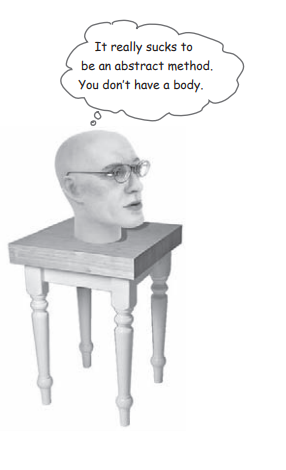 It really sucks to
be an abstract method.
You don't have a body.